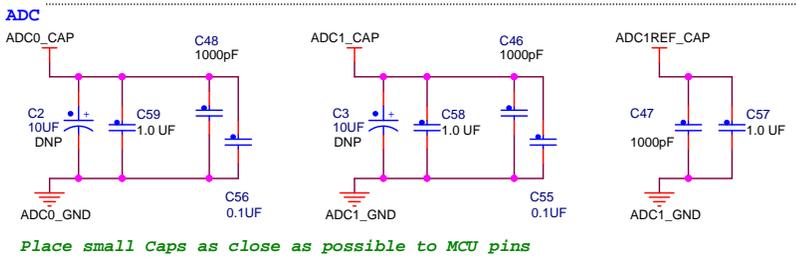 ADC
ADC0_CAP
C48
1000pF
C2
10UF
DNP
C59
1.0 UF
C56
0.1UF
ADC0_GND
ADC1_CAP
C46
1000pF
C3
10UF
DNP
C58
1.0 UF
C55
0.1UF
ADC1_GND
ADC1REF_CAP
C47
1000pF
C57
1.0 UF
ADC1_GND
Place small Caps as close as possible to MCU pins